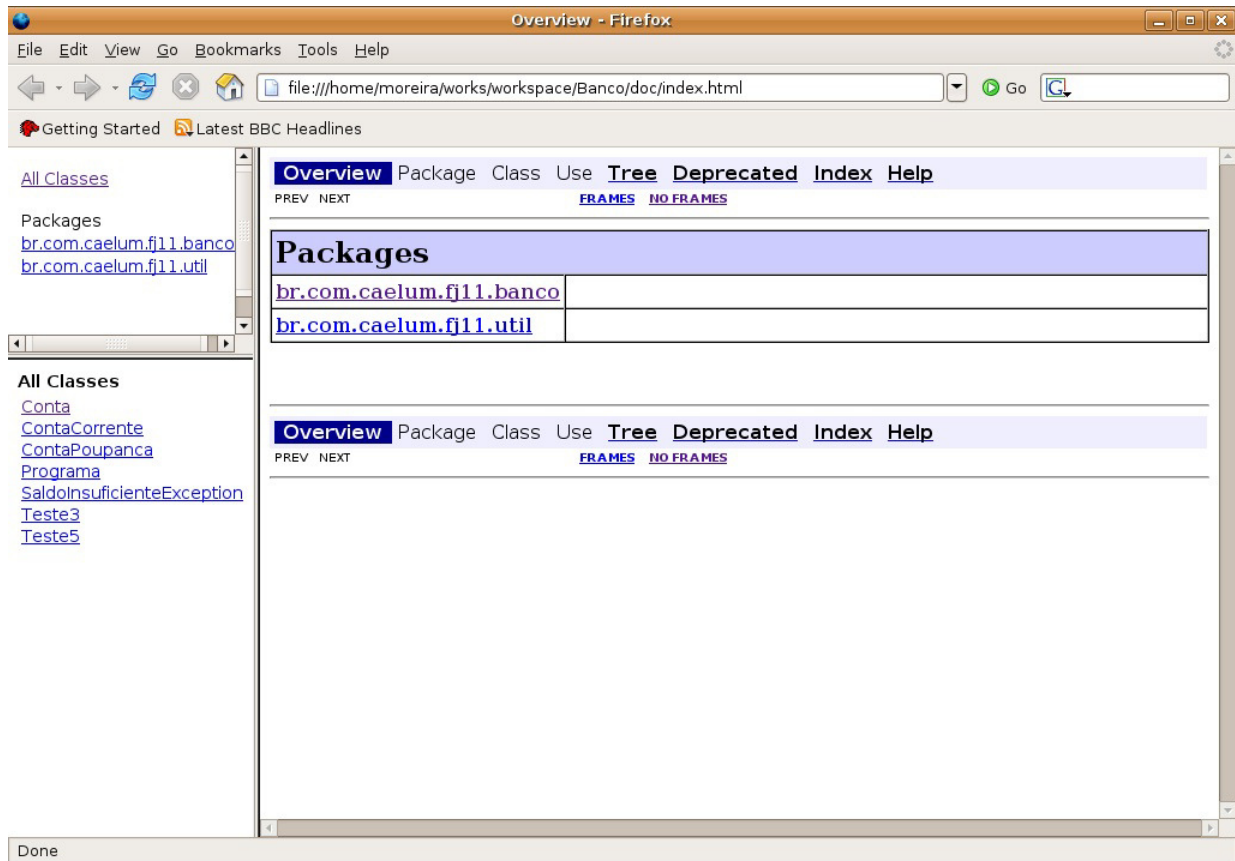 Overview - Firefox
File Edit View Go Bookmarks Tools Help
file:///home/moreira/works/workspace/Banco/doc/index.html Go G
Getting Started Latest BBC Headlines
All Classes
Packages
br.com.caelum.fj11.banco
br.com.caelum.fj11.util
All Classes
Conta
ContaCorrente
ContaPoupanca
Programa
SaldoInsuficienteException
Teste3
Teste5
Overview Package Class Use Tree Deprecated Index Help
PREV NEXT FRAMES NO FRAMES
Packages
br.com.caelum.fj11.banco
br.com.caelum.fj11.util
Overview Package Class Use Tree Deprecated Index Help
PREV NEXT FRAMES NO FRAMES
Done